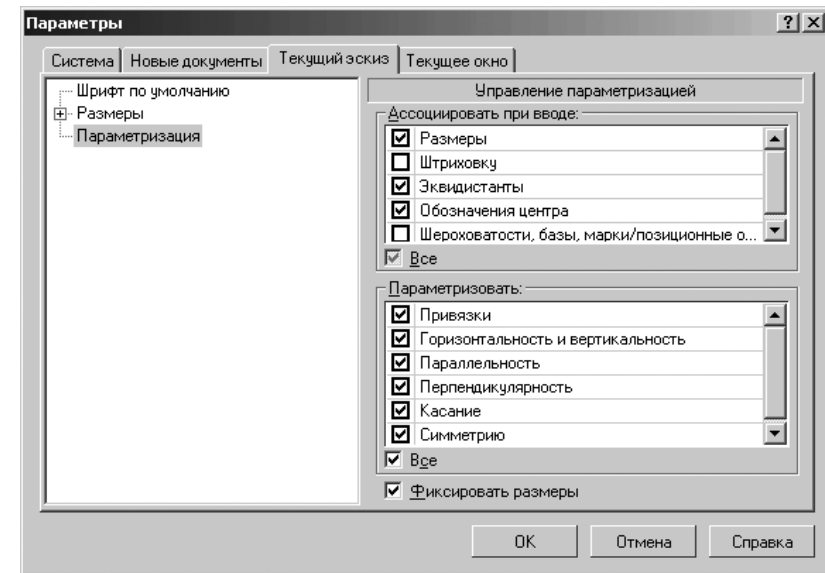 Параметры
Система Новые документы Текущий эскиз Текущее окно
Шрифт по умолчанию
Размеры
Параметризация
Управление параметризацией
Ассоциировать при вводе:
Размеры
Штриховку
Эквидистанты
Обозначения центра
Шероховатости, базы, марки/позиционные о...
Все
Параметризовать:
Привязки
Горизонтальность и вертикальность
Параллельность
Перпендикулярность
Касание
Симметрию
Все
Фиксировать размеры
OK Отмена Справка